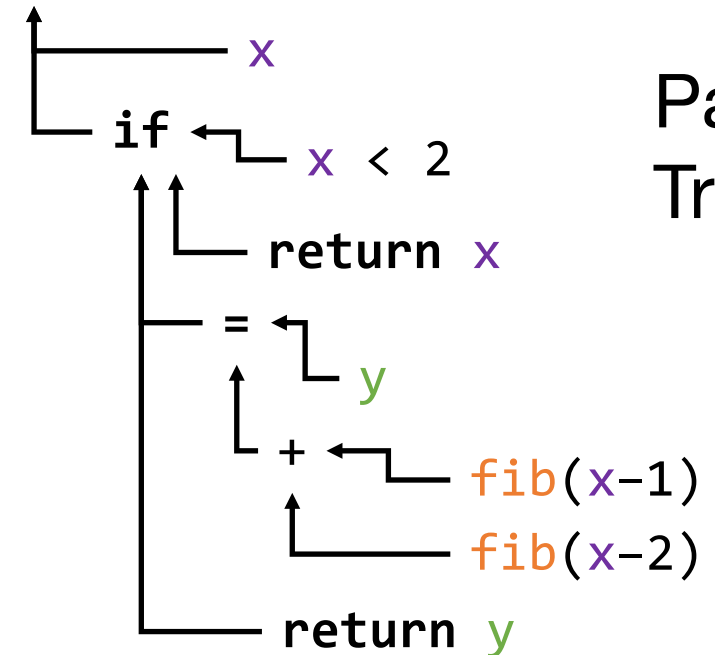 x
if
x < 2
return x
=
y
+
fib(x-1)
fib(x-2)
return y